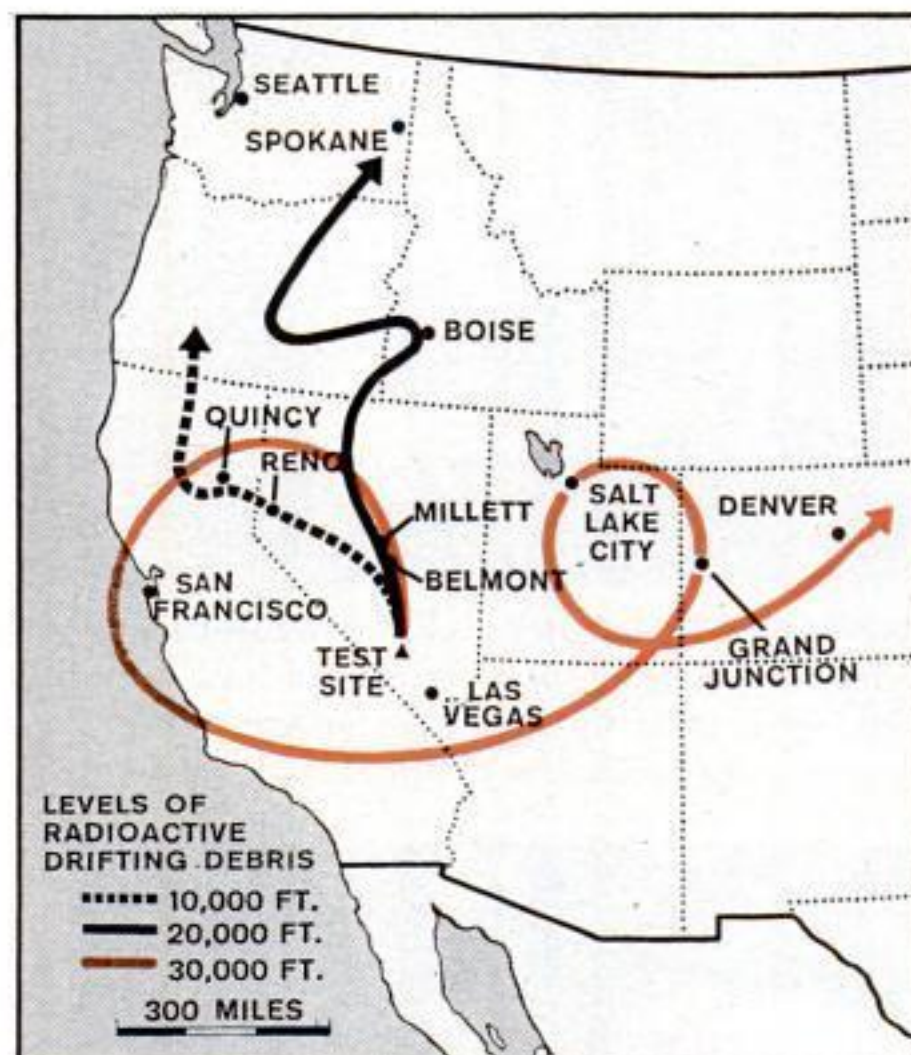 SEATTLE
SPOKANE
BOISE
QUINCY
RENO
MILLETT
SALT
LAKE
CITY
DENVER
BELMONT
SAN
FRANCISCO
TEST
SITE
GRAND
JUNCTION
LAS
VEGAS
LEVELS OF
RADIOACTIVE
DRIFTING DEBRIS
10,000 FT.
20,000 FT.
30,000 FT.
300 MILES